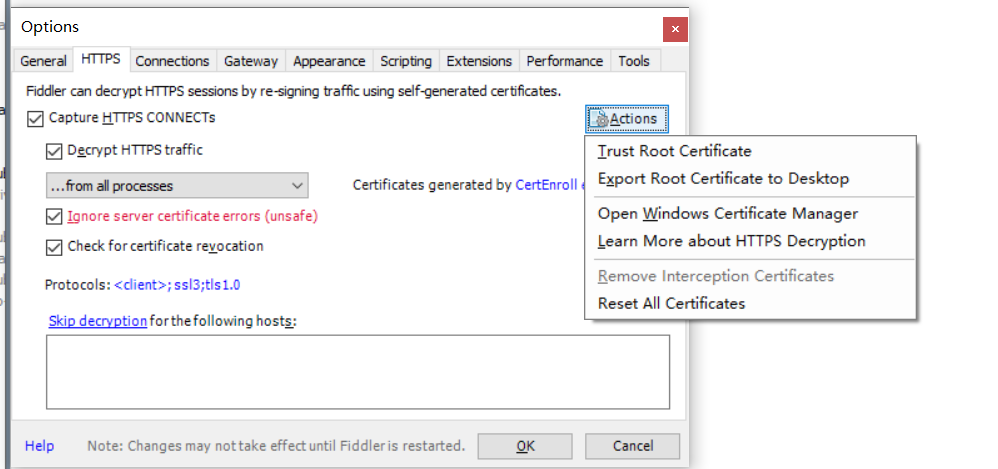 Options
General HTTPS Connections Gateway Appearance Scripting Extensions Performance Tools
Fiddler can decrypt HTTPS sessions by re-signing traffic using self-generated certificates.
Capture HTTPS CONNECTs
Actions
Decrypt HTTPS traffic
...from all processes
Certificates generated by CertEnroll
Ignore server certificate errors (unsafe)
Check for certificate revocation
Protocols: <client>; ssl3;tls1.0
Skip decryption for the following hosts:
Trust Root Certificate
Export Root Certificate to Desktop
Open Windows Certificate Manager
Learn More about HTTPS Decryption
Remove Interception Certificates
Reset All Certificates
Help
Note: Changes may not take effect until Fiddler is restarted.
OK
Cancel